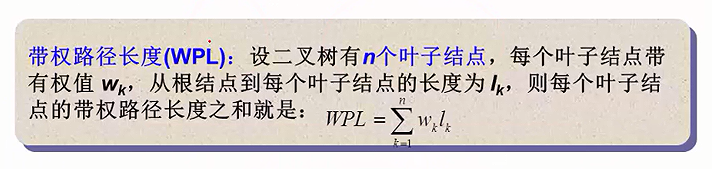 带权路径长度(WPL)：设二叉树有n个叶子结点，每个叶子结点带
有权值 wk，从根结点到每个叶子结点的长度为 lk，则每个叶子结
点的带权路径长度之和就是： WPL = ∑_{k=1}^{n} w_k l_k